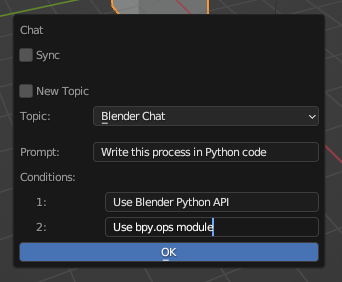 Chat
Sync
New Topic
Topic: Blender Chat
Prompt: Write this process in Python code
Conditions:
1: Use Blender Python API
2: Use bpy.ops module
OK